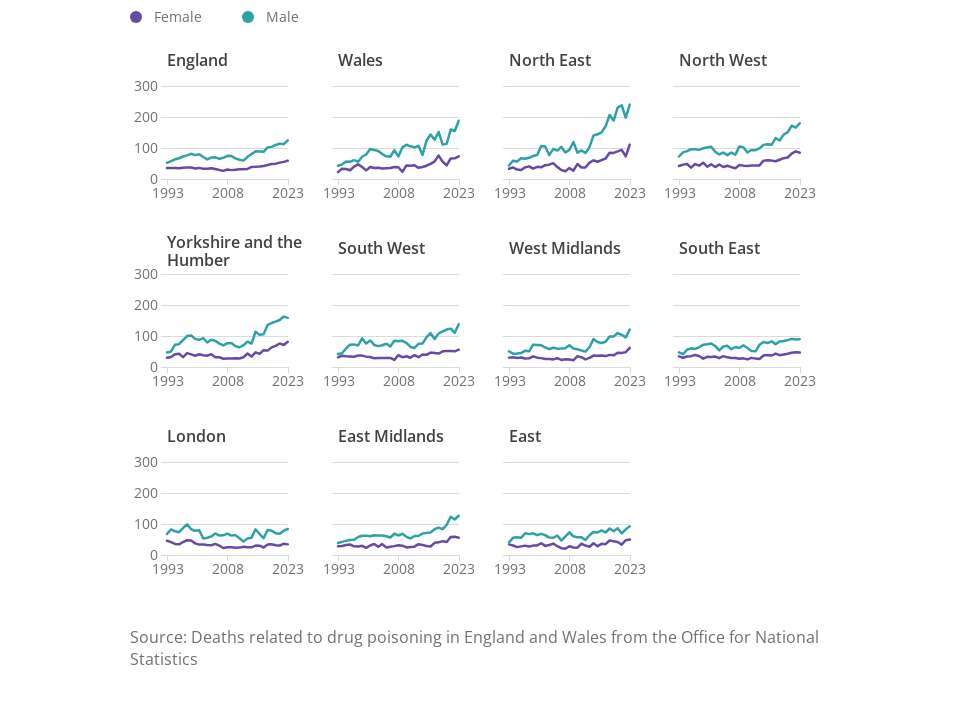 Female Male
England Wales North East North West
300
200
100
0
1993 2008 2023 1993 2008 2023 1993 2008 2023 1993 2008 2023
Yorkshire and the
Humber South West West Midlands South East
300
200
100
0
1993 2008 2023 1993 2008 2023 1993 2008 2023 1993 2008 2023
London East Midlands East
300
200
100
0
1993 2008 2023 1993 2008 2023 1993 2008 2023
Source: Deaths related to drug poisoning in England and Wales from the Office for National
Statistics